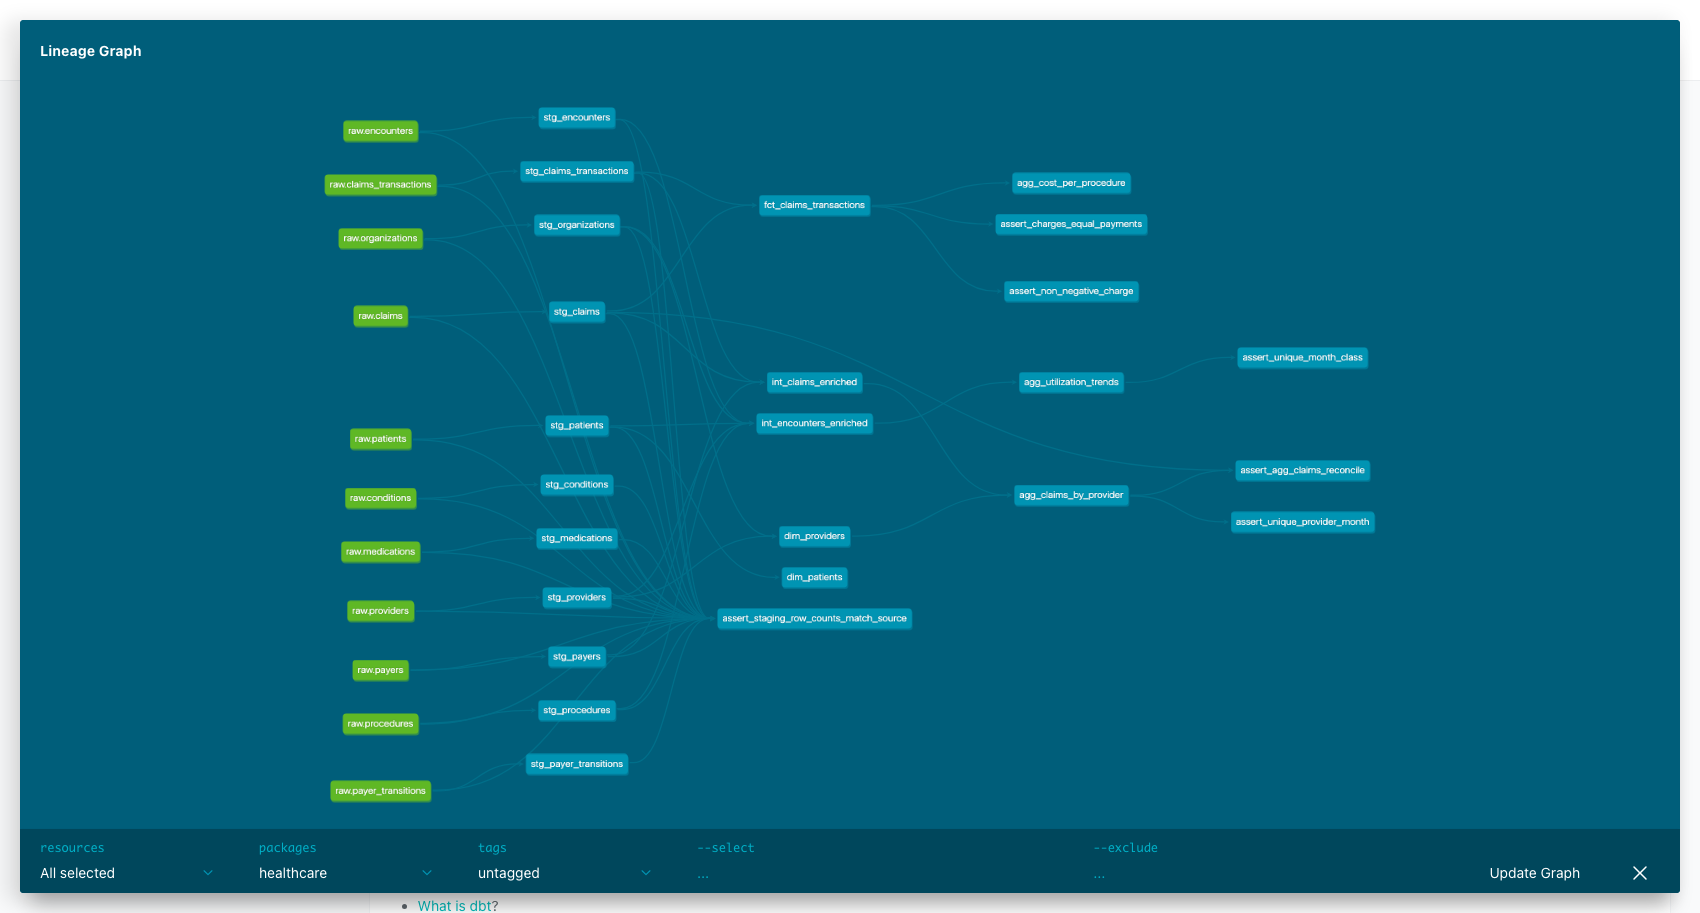 Lineage Graph
raw.encounters
raw.claims_transactions
raw.organizations
raw.claims
raw.patients
raw.conditions
raw.medications
raw.providers
raw.payers
raw.procedures
raw.payer_transitions
stg_encounters
stg_claims_transactions
stg_organizations
stg_claims
stg_patients
stg_conditions
stg_medications
stg_providers
stg_payers
stg_procedures
stg_payer_transitions
fct_claims_transactions
int_claims_enriched
int_encounters_enriched
dim_providers
dim_patients
assert_staging_row_counts_match_source
agg_cost_per_procedure
assert_charges_equal_payments
assert_non_negative_charge
agg_utilization_trends
agg_claims_by_provider
assert_unique_month_class
assert_agg_claims_reconcile
assert_unique_provider_month
resources
All selected
packages
healthcare
tags
untagged
--select
...
--exclude
...
Update Graph
What is dbt?